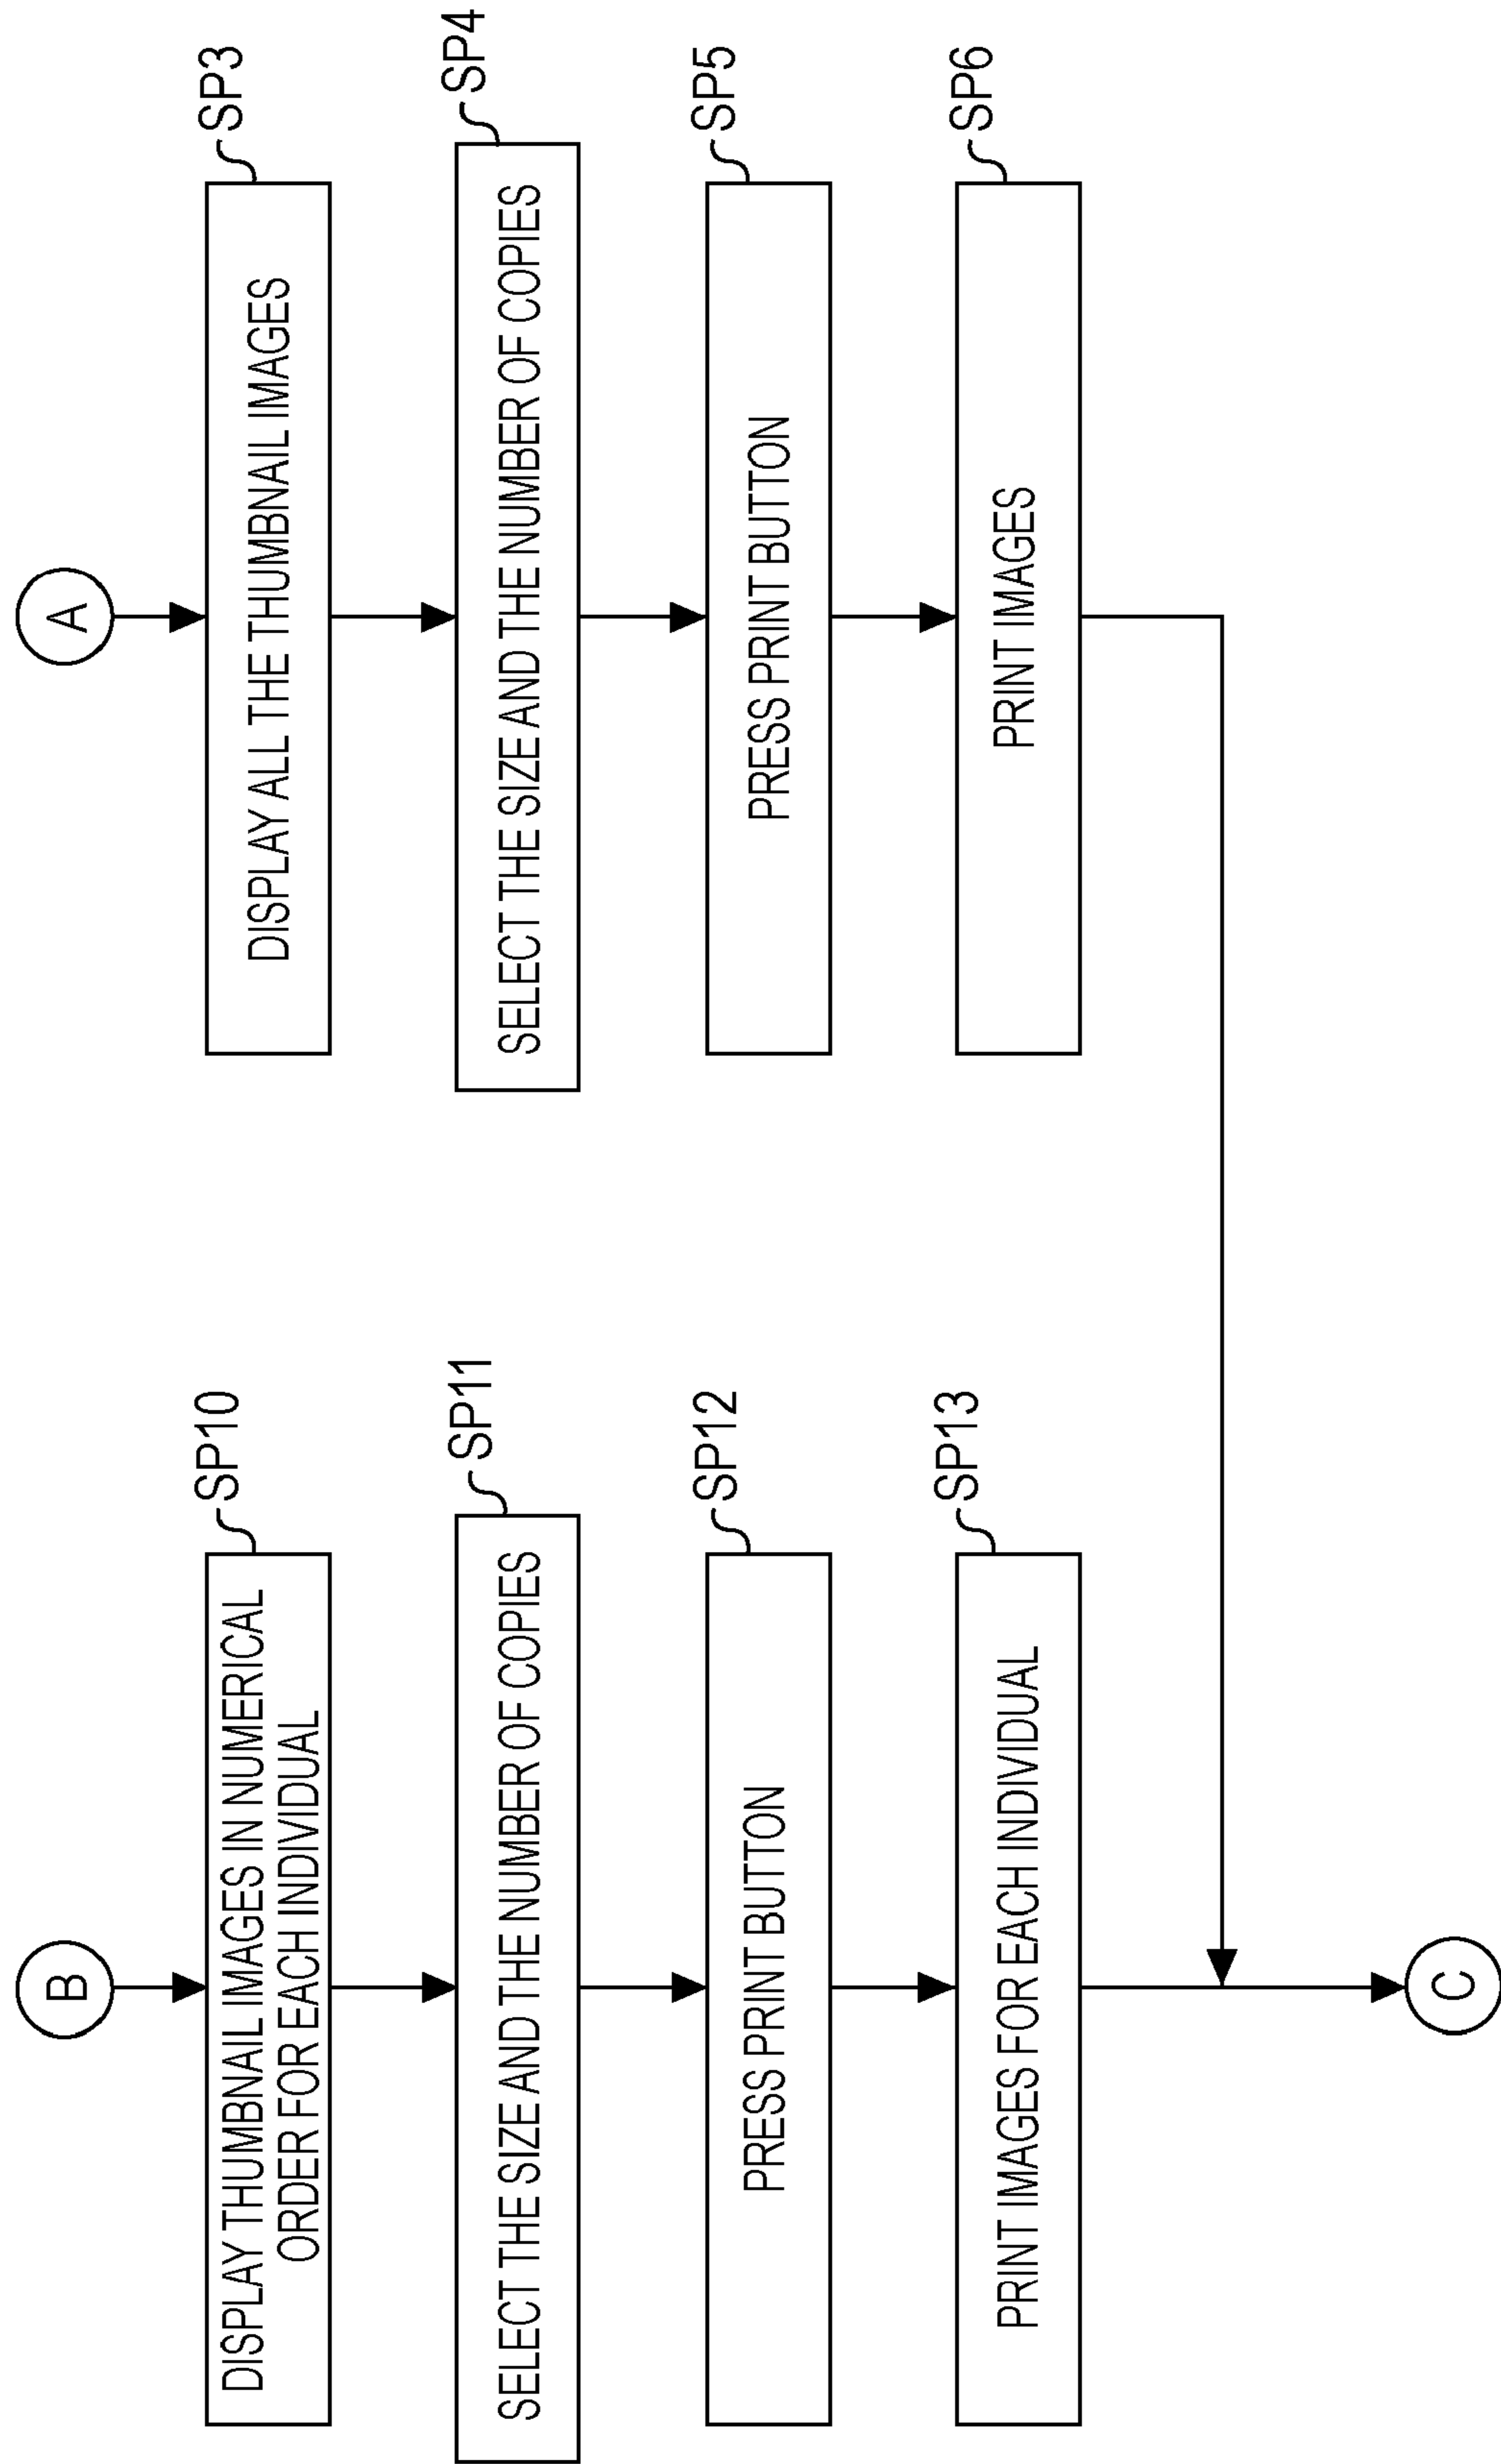 B
SP10
DISPLAY THUMBNAIL IMAGES IN NUMERICAL
ORDER FOR EACH INDIVIDUAL
SP11
SELECT THE SIZE AND THE NUMBER OF COPIES
SP12
PRESS PRINT BUTTON
SP13
PRINT IMAGES FOR EACH INDIVIDUAL
C
A
SP3
DISPLAY ALL THE THUMBNAIL IMAGES
SP4
SELECT THE SIZE AND THE NUMBER OF COPIES
SP5
PRESS PRINT BUTTON
SP6
PRINT IMAGES